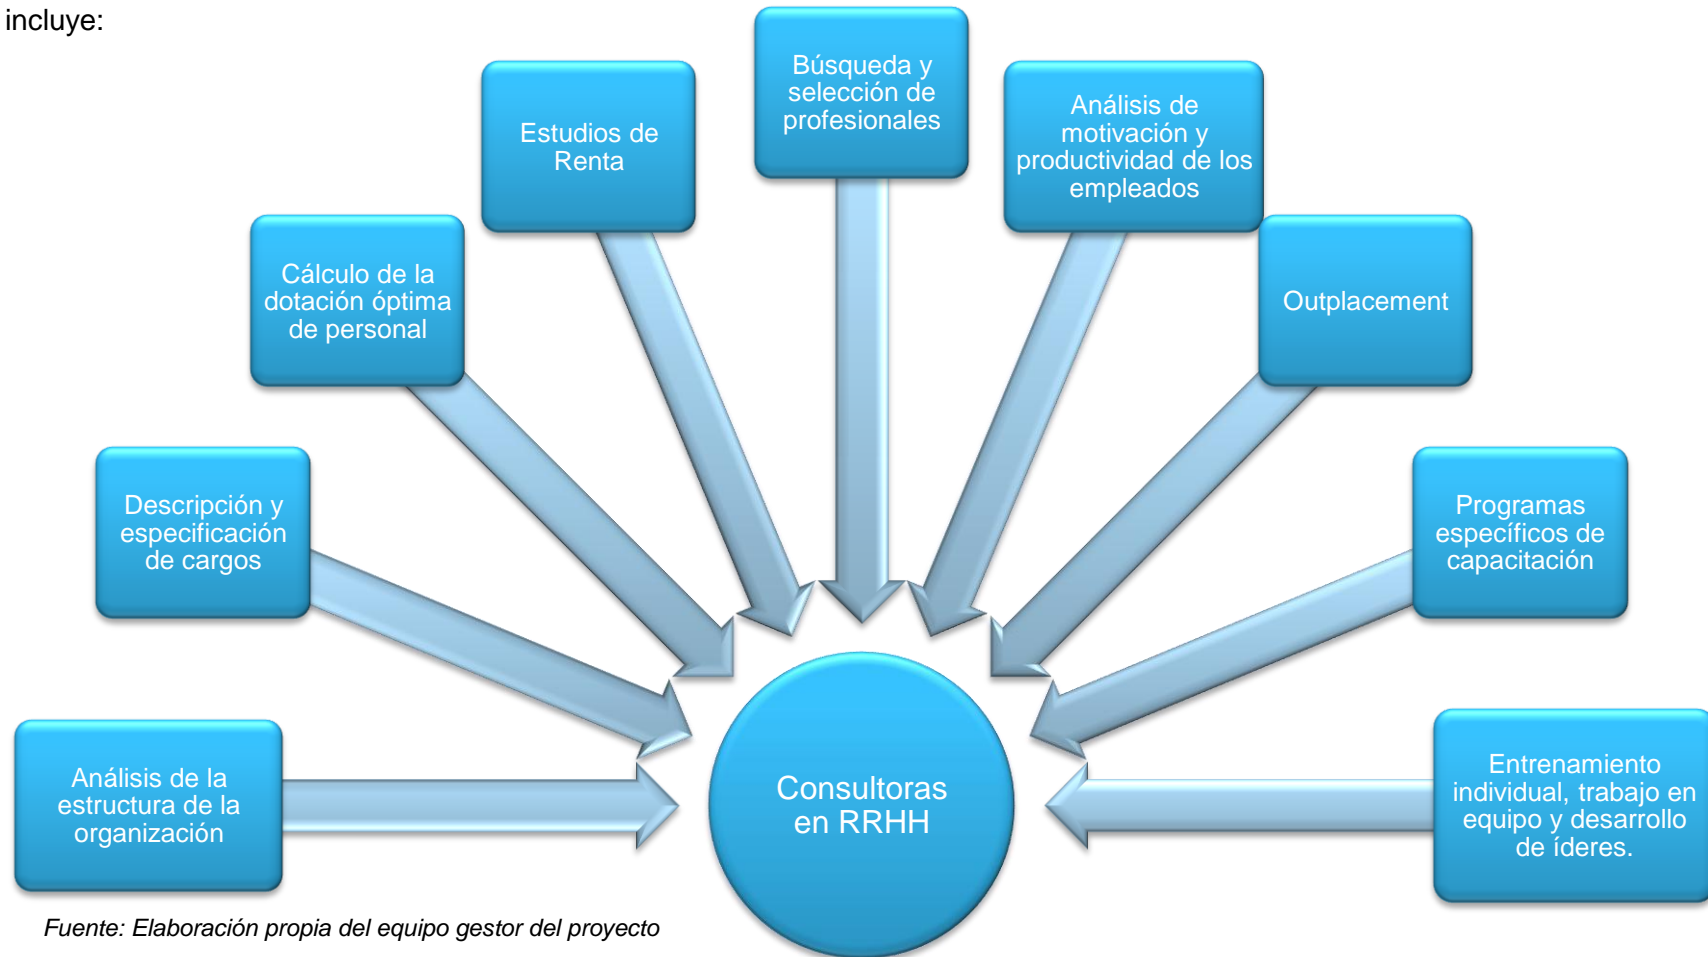 incluye:
Búsqueda y
selección de
profesionales
Estudios de
Renta
Análisis de
motivación y
productividad de los
empleados
Cálculo de la
dotación óptima
de personal
Outplacement
Descripción y
especificación
de cargos
Programas
específicos de
capacitación
Análisis de la
estructura de la
organización
Consultoras
en RRHH
Entrenamiento
individual, trabajo en
equipo y desarrollo
de íderes.
Fuente: Elaboración propia del equipo gestor del proyecto